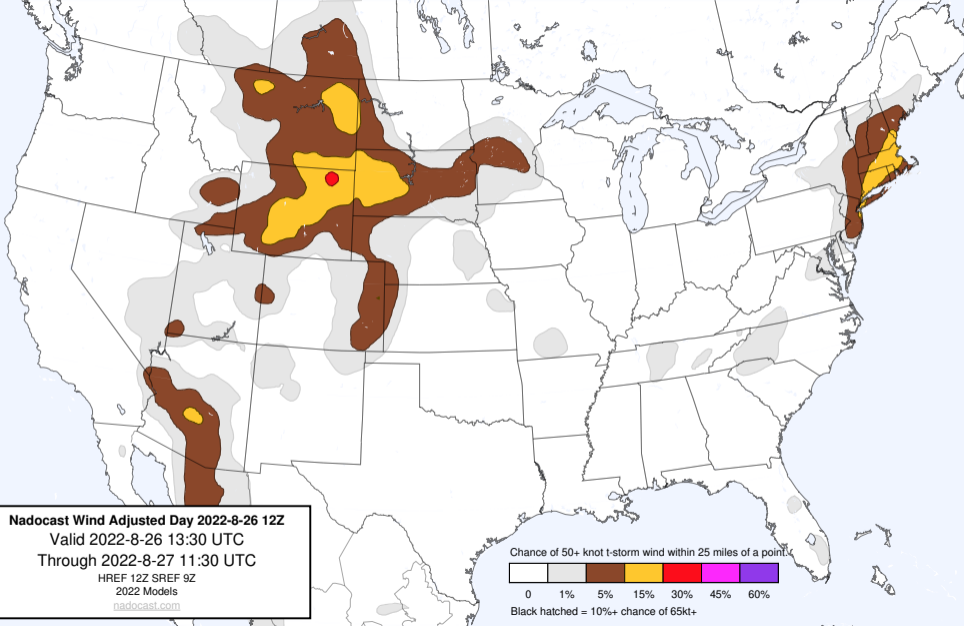 Nadocast Wind Adjusted Day 2022-8-26 12Z
Valid 2022-8-26 13:30 UTC
Through 2022-8-27 11:30 UTC
HREF 12Z SREF 9Z
2022 Models
nadocast.com
Chance of 50+ knot t-storm wind within 25 miles of a point.
0 1% 5% 15% 30% 45% 60%
Black hatched = 10%+ chance of 65kt+